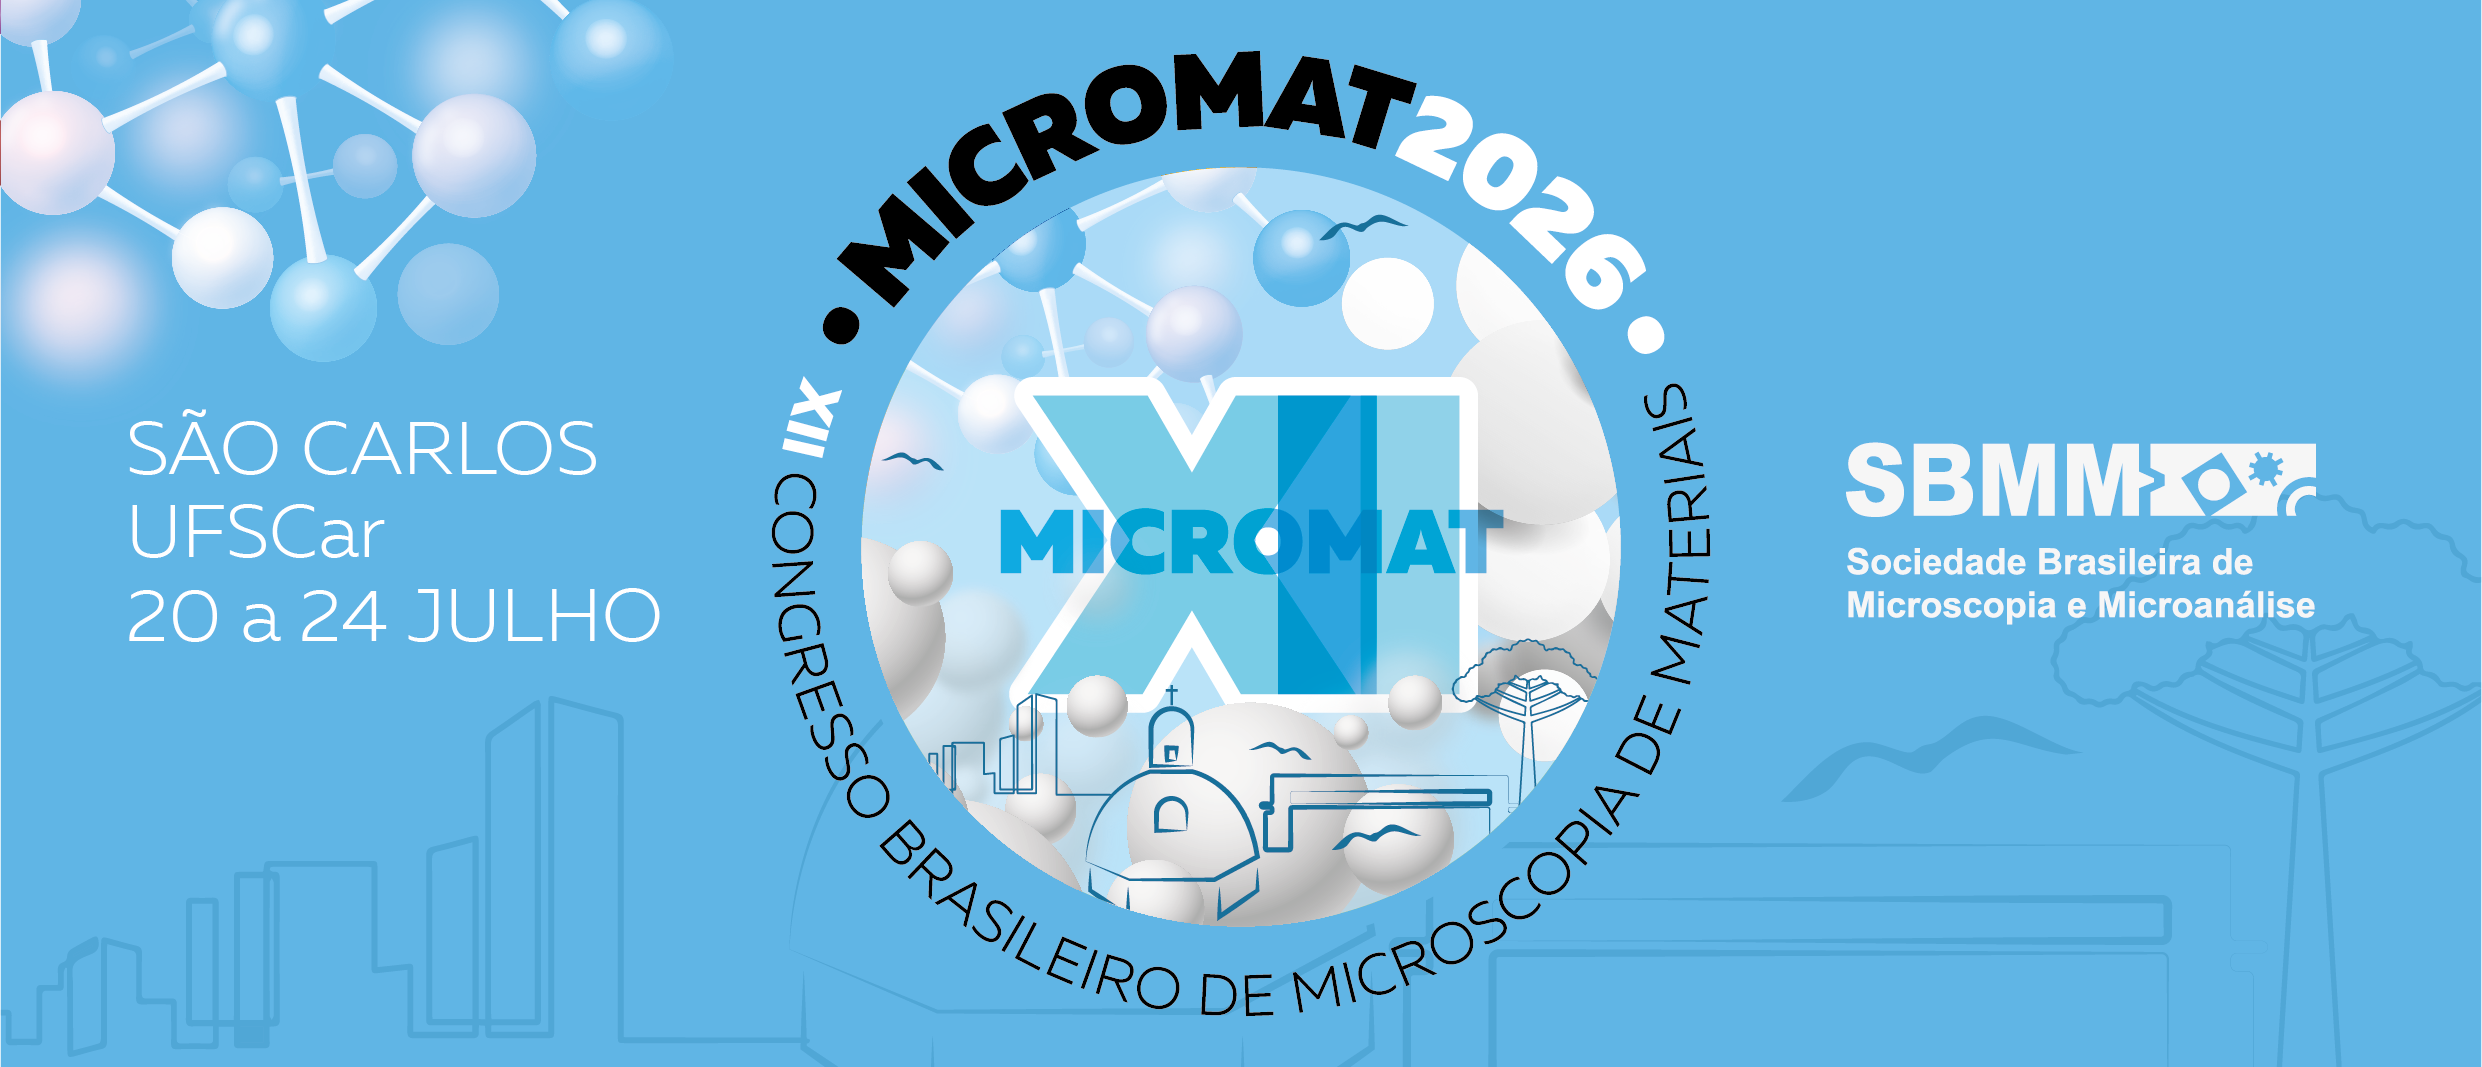 MICROMAT2026
XII CONGRESSO BRASILEIRO DE MICROSCOPIA DE MATERIAIS
SÃO CARLOS
UFSCar
20 a 24 JULHO
XII
MICROMAT
SBMM
Sociedade Brasileira de
Microscopia e Microanálise